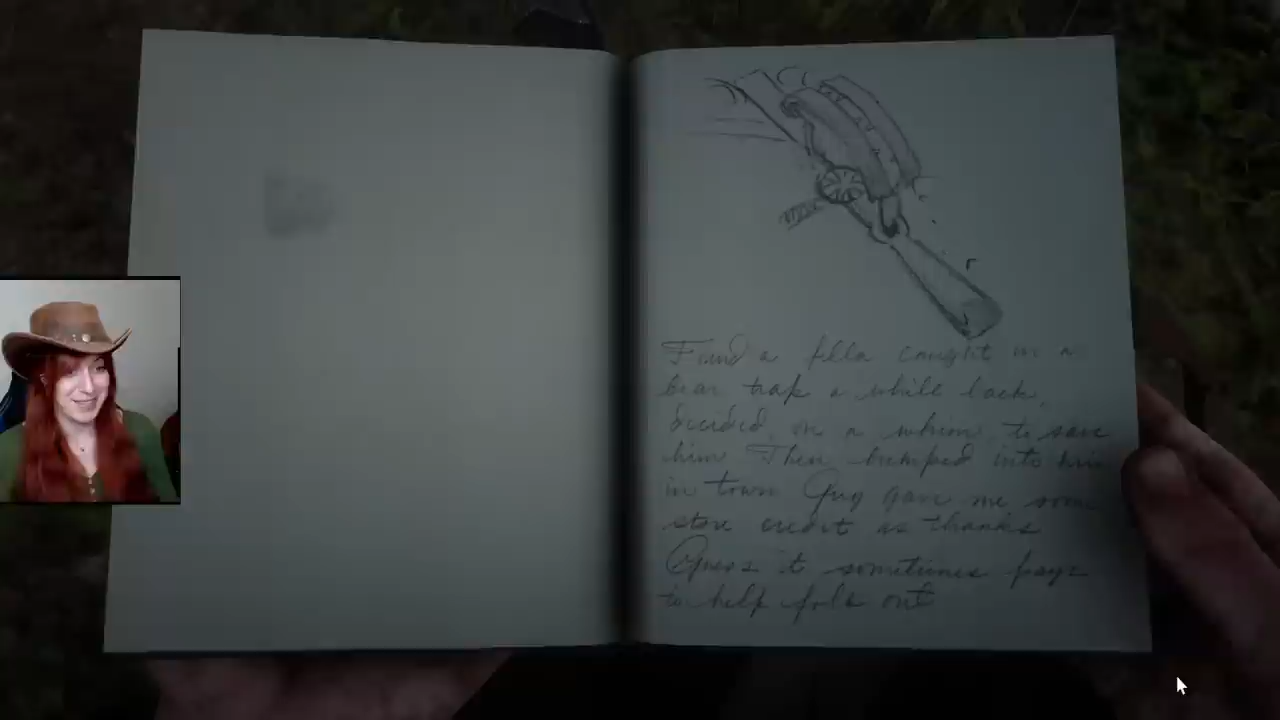 Found a fella caught in a
bear trap a while back,
decided, on a whim, to save
him. Then bumped into him
in town. Guy gave me some
store credit as thanks.
Guess it sometimes pays
to help folk out